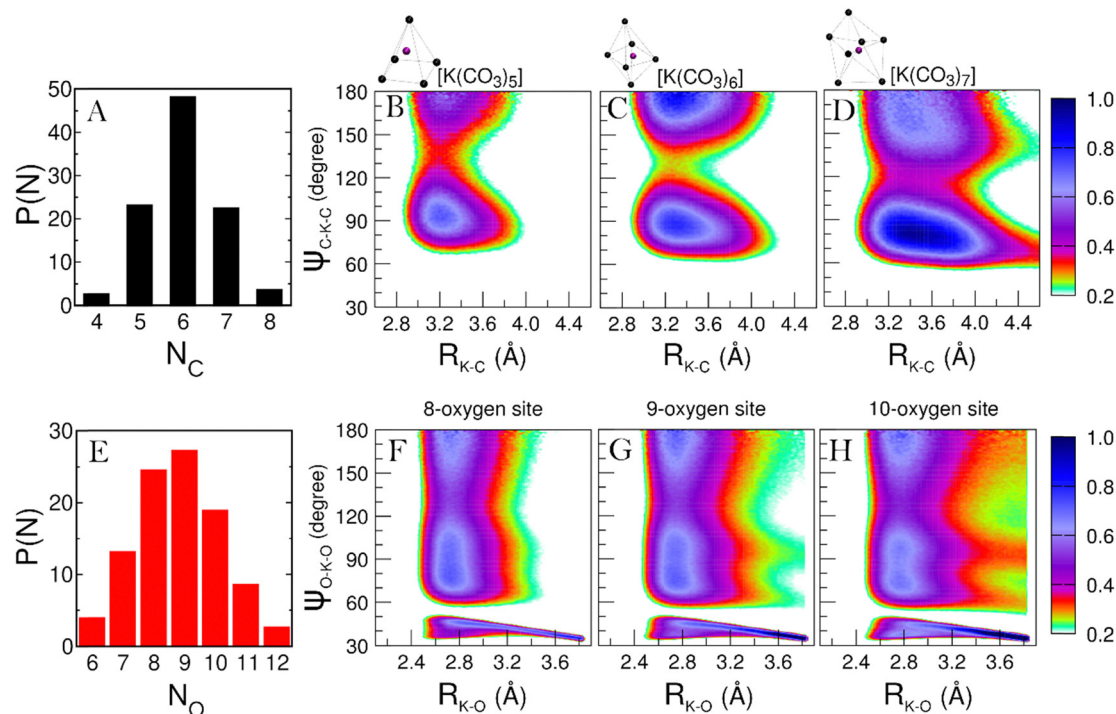 [K(CO3)5] [K(CO3)6] [K(CO3)7]
A B C D
P(N)
50
40
30
20
10
0
4 5 6 7 8
NC
ΨC-K-C (degree)
180
150
120
90
60
30
2.8 3.2 3.6 4.0 4.4
RK-C (Å)
2.8 3.2 3.6 4.0 4.4
RK-C (Å)
2.8 3.2 3.6 4.0 4.4
RK-C (Å)
1.0
0.8
0.6
0.4
0.2
8-oxygen site 9-oxygen site 10-oxygen site
E F G H
P(N)
30
20
10
0
6 7 8 9 10 11 12
NO
ΨO-K-O (degree)
180
150
120
90
60
30
2.4 2.8 3.2 3.6
RK-O (Å)
2.4 2.8 3.2 3.6
RK-O (Å)
2.4 2.8 3.2 3.6
RK-O (Å)
1.0
0.8
0.6
0.4
0.2